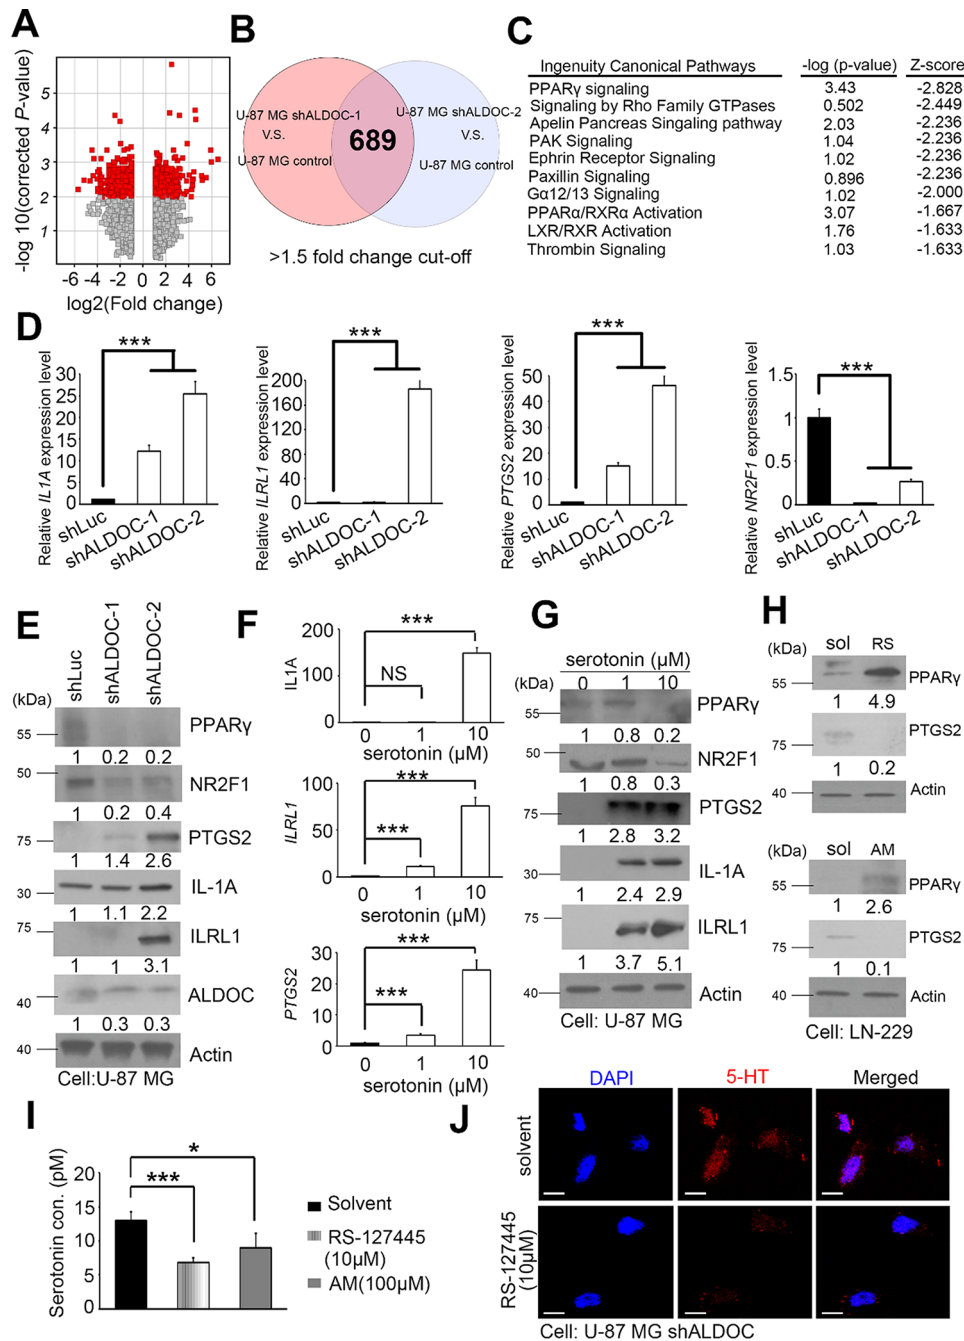 A
-log 10(corrected P-value)
5
4
3
2
1
-6 -4 -2 0 2 4 6
log2(Fold change)
B
U-87 MG shALDOC-1
V.S.
U-87 MG control
689
U-87 MG shALDOC-2
V.S.
U-87 MG control
>1.5 fold change cut-off
C
Ingenuity Canonical Pathways -log (p-value) Z-score
PPARγ signaling 3.43 -2.828
Signaling by Rho Family GTPases 0.502 -2.449
Apelin Pancreas Singaling pathway 2.03 -2.236
PAK Signaling 1.04 -2.236
Ephrin Receptor Signaling 1.02 -2.236
Paxillin Signaling 0.896 -2.236
Gα12/13 Signaling 1.02 -2.000
PPARα/RXRα Activation 3.07 -1.667
LXR/RXR Activation 1.76 -1.633
Thrombin Signaling 1.03 -1.633
D
Relative IL1A expression level
30
25
20
15
10
5
0
***
shLuc
shALDOC-1
shALDOC-2
Relative ILRL1 expression level
200
160
120
80
40
0
***
shLuc
shALDOC-1
shALDOC-2
Relative PTGS2 expression level
50
40
30
20
10
0
***
shLuc
shALDOC-1
shALDOC-2
Relative NR2F1 expression level
1.5
1
0.5
0
***
shLuc
shALDOC-1
shALDOC-2
E
shLuc
shALDOC-1
shALDOC-2
(kDa)
55 PPARγ
1 0.2 0.2
50 NR2F1
1 0.2 0.4
75 PTGS2
1 1.4 2.6
30 IL-1A
1 1.1 2.2
75 ILRL1
1 1 3.1
40 ALDOC
1 0.3 0.3
40 Actin
Cell:U-87 MG
F
IL1A
200
100
0
***
NS
0 1 10
serotonin (μM)
ILRL1
100
50
0
***
***
0 1 10
serotonin (μM)
PTGS2
30
20
10
0
***
***
0 1 10
serotonin (μM)
G
serotonin (μM)
(kDa) 0 1 10
55 PPARγ
1 0.8 0.2
50 NR2F1
1 0.8 0.3
75 PTGS2
1 2.8 3.2
30 IL-1A
1 2.4 2.9
75 ILRL1
1 3.7 5.1
40 Actin
Cell: U-87 MG
H
(kDa) sol RS
55 PPARγ
1 4.9
75 PTGS2
1 0.2
40 Actin
(kDa) sol AM
55 PPARγ
1 2.6
75 PTGS2
1 0.1
40 Actin
Cell: LN-229
I
Serotonin con. (pM)
20
15
10
5
0
***
*
Solvent
RS-127445
(10μM)
AM(100μM)
J
DAPI 5-HT Merged
solvent
RS-127445
(10μM)
Cell: U-87 MG shALDOC